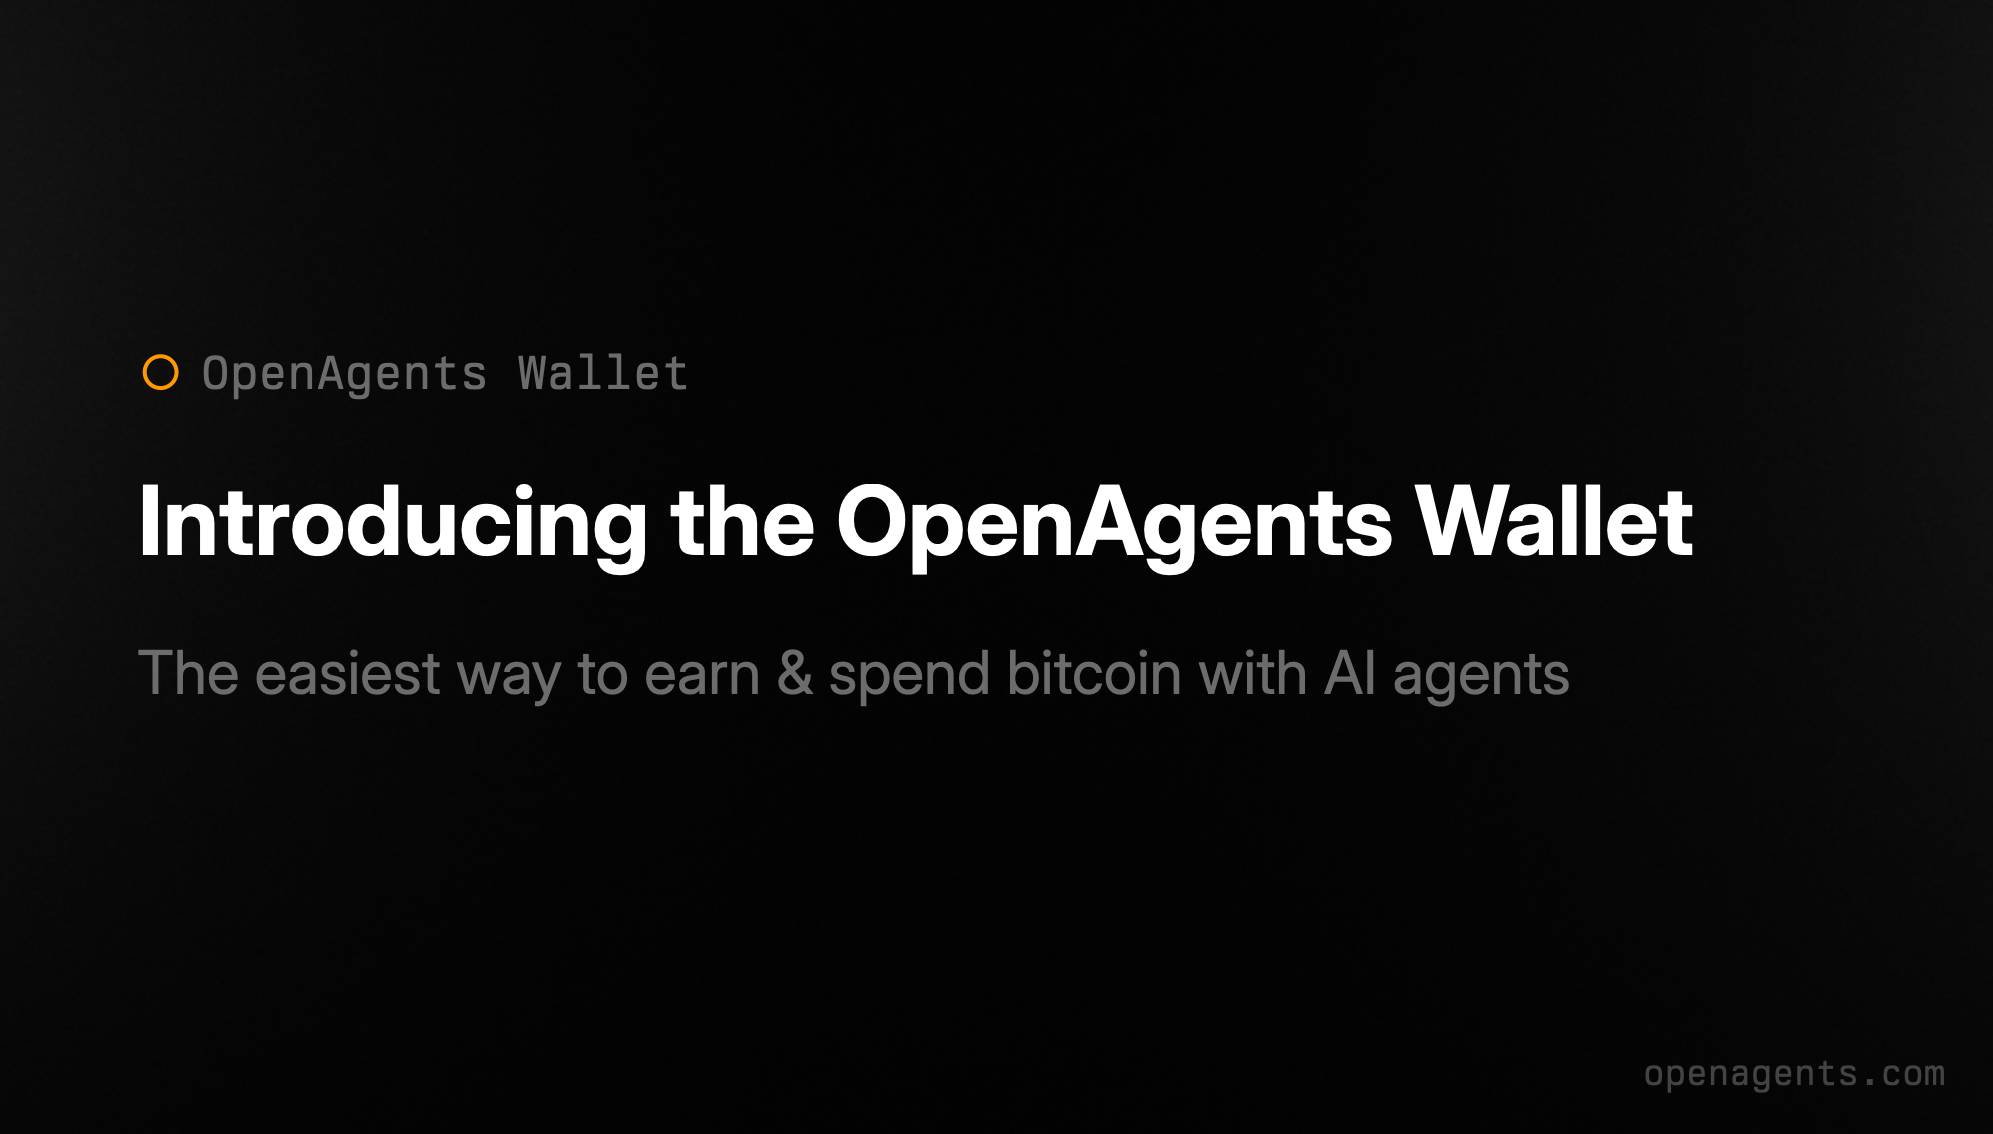 OpenAgents Wallet
Introducing the OpenAgents Wallet
The easiest way to earn & spend bitcoin with AI agents
openagents.com